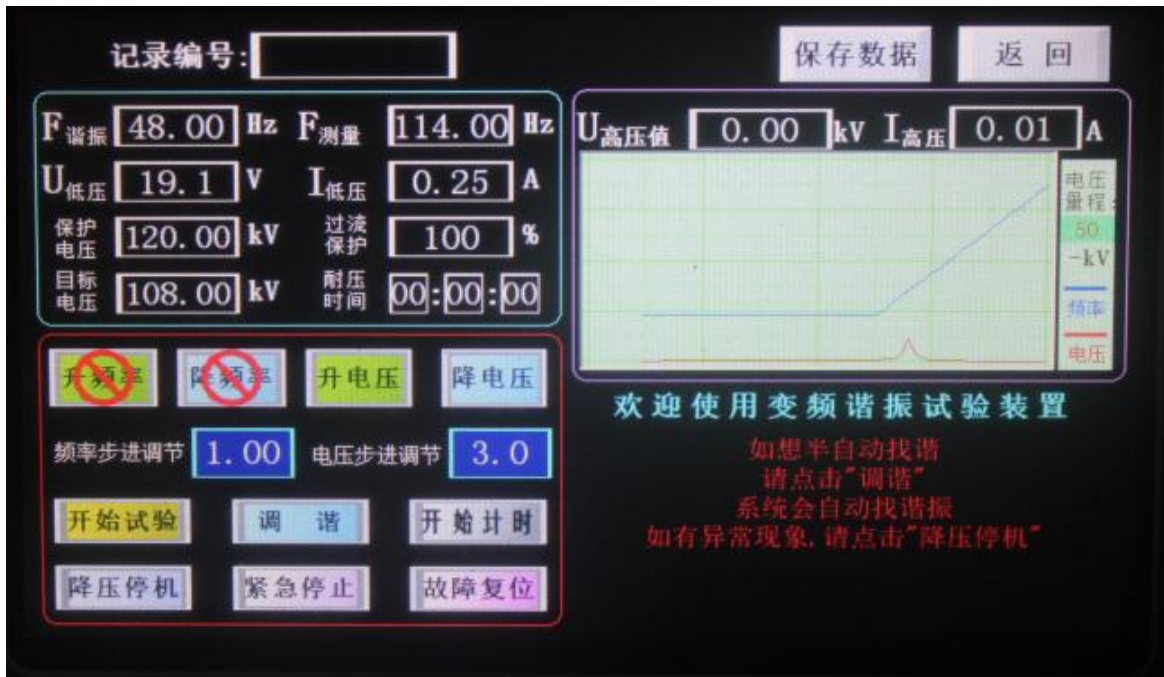 记录编号:
保存数据
返 回
F谐振 48.00 Hz F测量 114.00 Hz
U低压 19.1 V I低压 0.25 A
保护电压 120.00 kV 过流保护 100 %
目标电压 108.00 kV 耐压时间 00:00:00
U高压值 0.00 kV I高压 0.01 A
电压
量程:
50
-kV
频率
电压
升频率 降频率 升电压 降电压
频率步进调节 1.00 电压步进调节 3.0
开始试验 调 谐 开始计时
降压停机 紧急停止 故障复位
欢迎使用变频谐振试验装置
如想半自动找谐
请点击"调谐"
系统会自动找谐振
如有异常现象,请点击"降压停机"